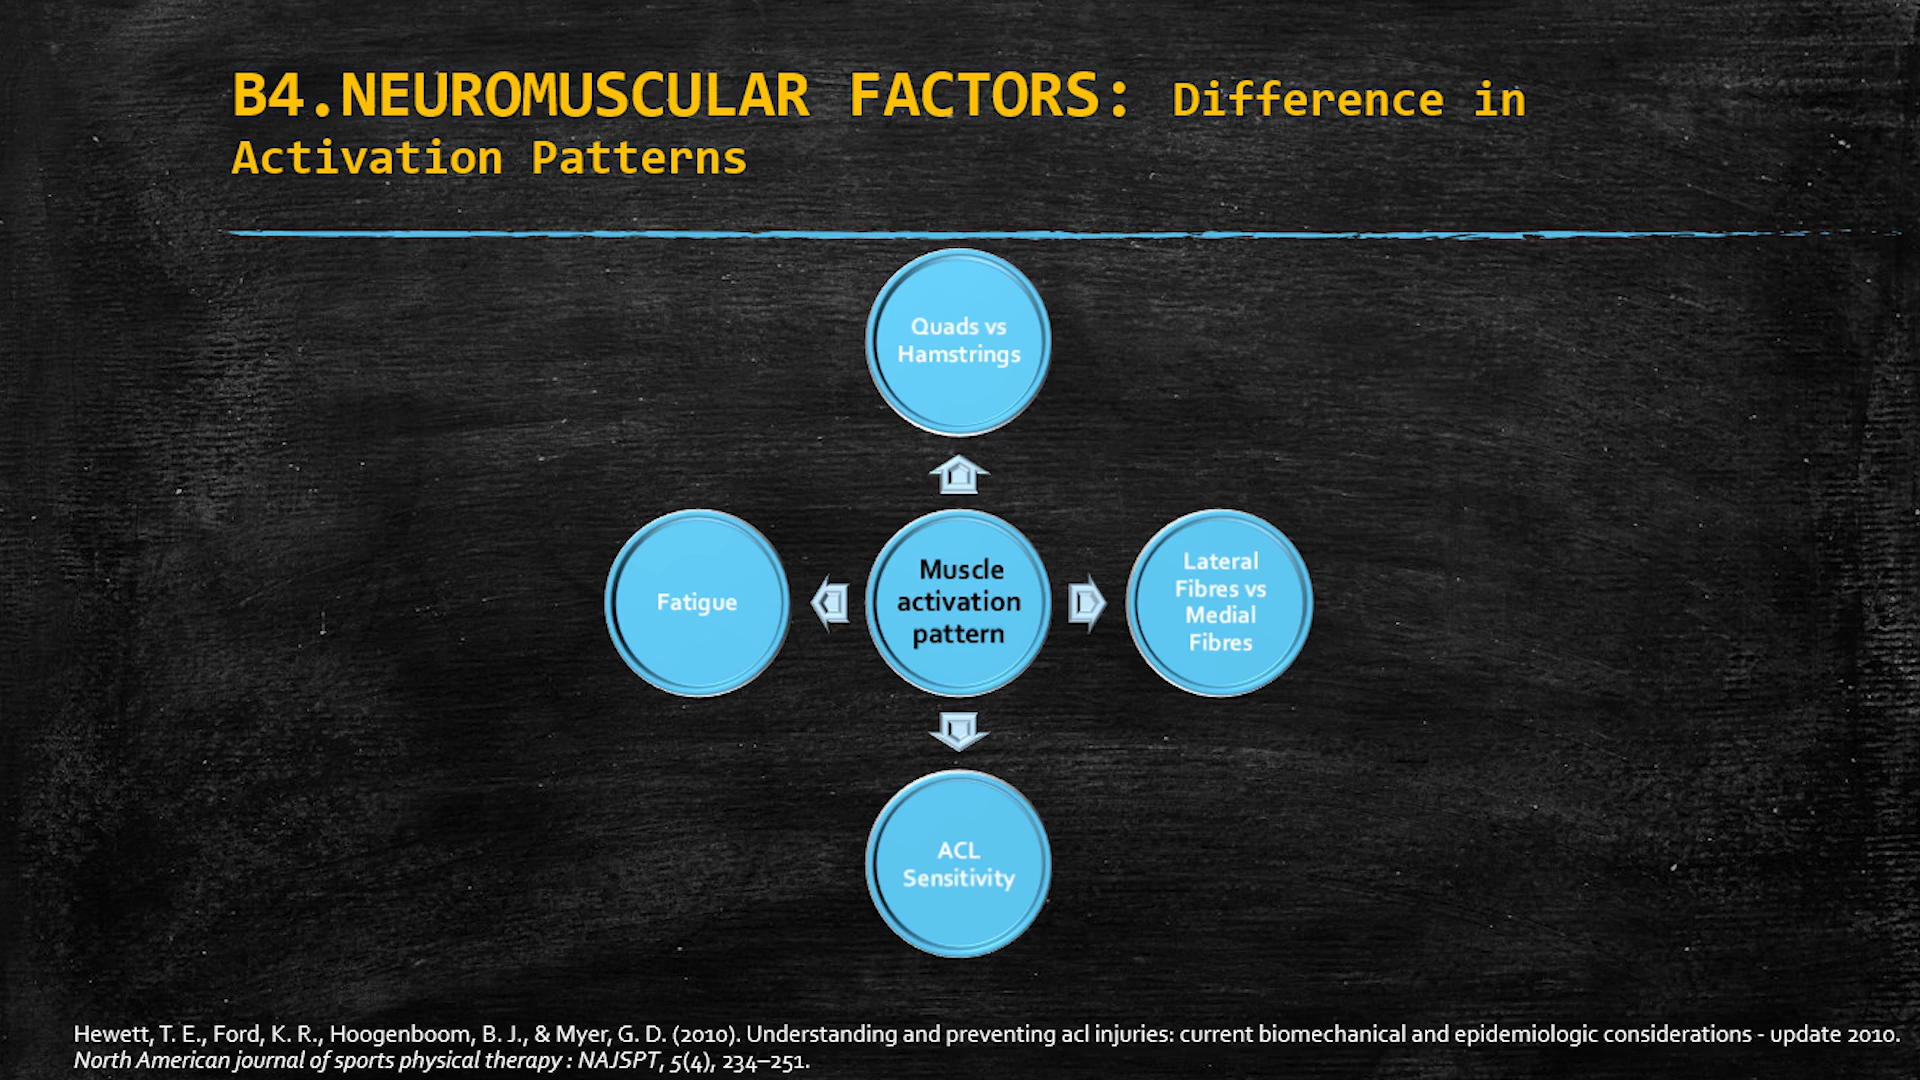 B4.NEUROMUSCULAR FACTORS: Difference in
Activation Patterns
Quads vs
Hamstrings
Fatigue
Muscle
activation
pattern
Lateral
Fibres vs
Medial
Fibres
ACL
Sensitivity
Hewett, T. E., Ford, K. R., Hoogenboom, B. J., & Myer, G. D. (2010). Understanding and preventing acl injuries: current biomechanical and epidemiologic considerations - update 2010.
North American journal of sports physical therapy : NAJSPT, 5(4), 234–251.